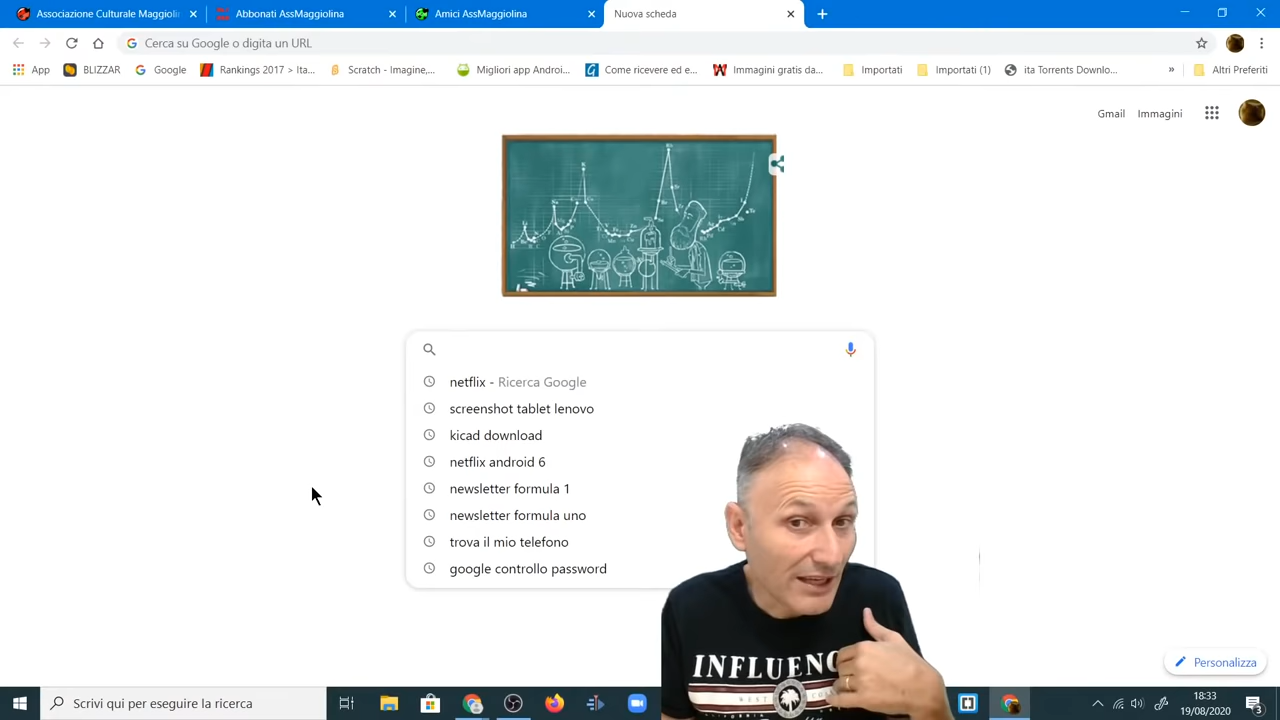 Associazione Culturale Maggiolin
Abbonati AssMaggiolina
Amici AssMaggiolina
Nuova scheda
Cerca su Google o digita un URL
App
BLIZZAR
Google
Rankings 2017 > Ita...
Scratch - Imagine,...
Migliori app Androi...
Come ricevere ed e...
Immagini gratis da...
Importati
Importati (1)
ita Torrents Downlo...
»
Altri Preferiti
Gmail
Immagini
netflix - Ricerca Google
screenshot tablet lenovo
kicad download
netflix android 6
newsletter formula 1
newsletter formula uno
trova il mio telefono
google controllo password
INFLUENC
Personalizza
per eseguire la ricerca
18:33
19/08/2020
3